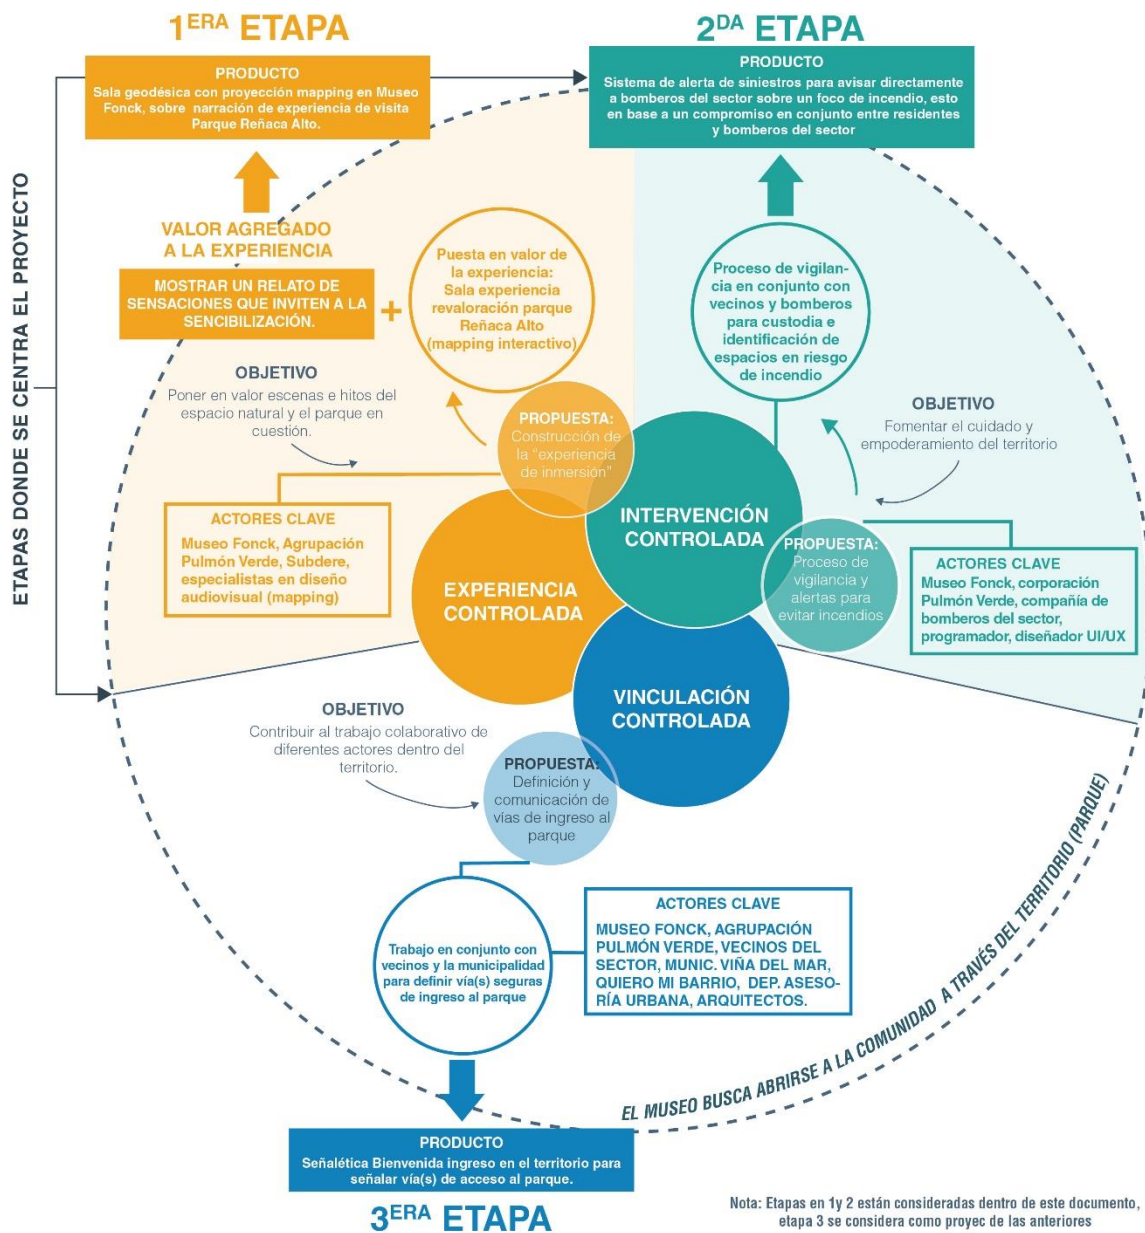 1ERA ETAPA
PRODUCTO
Sala geodésica con proyección mapping en Museo
Fonck, sobre narración de experiencia de visita
Parque Reñaca Alto.
VALOR AGREGADO
A LA EXPERIENCIA
MOSTRAR UN RELATO DE
SENSACIONES QUE INVITEN A LA
SENCIBILIZACIÓN.
+
Puesta en valor de
la experiencia:
Sala experiencia
revaloración parque
Reñaca Alto
(mapping interactivo)
OBJETIVO
Poner en valor escenas e hitos del
espacio natural y el parque en
cuestión.
PROPUESTA:
Construcción de
la “experiencia
de inmersión”
ACTORES CLAVE
Museo Fonck, Agrupación
Pulmón Verde, Subdere,
especialistas en diseño
audiovisual (mapping)
EXPERIENCIA
CONTROLADA
ETAPAS DONDE SE CENTRA EL PROYECTO
2DA ETAPA
PRODUCTO
Sistema de alerta de siniestros para avisar directamente
a bomberos del sector sobre un foco de incendio, esto
en base a un compromiso en conjunto entre residentes
y bomberos del sector
Proceso de vigilan-
cia en conjunto con
vecinos y bomberos
para custodia e
identificación de
espacios en riesgo
de incendio
OBJETIVO
Fomentar el cuidado y
empoderamiento del territorio
INTERVENCIÓN
CONTROLADA
PROPUESTA:
Proceso de
vigilancia y
alertas para
evitar incendios
ACTORES CLAVE
Museo Fonck, corporación
Pulmón Verde, compañía de
bomberos del sector,
programador, diseñador UI/UX
VINCULACIÓN
CONTROLADA
OBJETIVO
Contribuir al trabajo colaborativo de
diferentes actores dentro del
territorio.
PROPUESTA:
Definición y
comunicación de
vías de ingreso al
parque
Trabajo en conjunto con
vecinos y la municipalidad
para definir vía(s) seguras
de ingreso al parque
ACTORES CLAVE
MUSEO FONCK, AGRUPACIÓN
PULMÓN VERDE, VECINOS DEL
SECTOR, MUNIC. VIÑA DEL MAR,
QUIERO MI BARRIO, DEP. ASESO-
RÍA URBANA, ARQUITECTOS.
EL MUSEO BUSCA ABRIRSE A LA COMUNIDAD A TRAVÉS DEL TERRITORIO (PARQUE)
PRODUCTO
Señalética Bienvenida ingreso en el territorio para
señalar vía(s) de acceso al parque.
3ERA ETAPA
Nota: Etapas en 1y 2 están consideradas dentro de este documento,
etapa 3 se considera como proyec de las anteriores